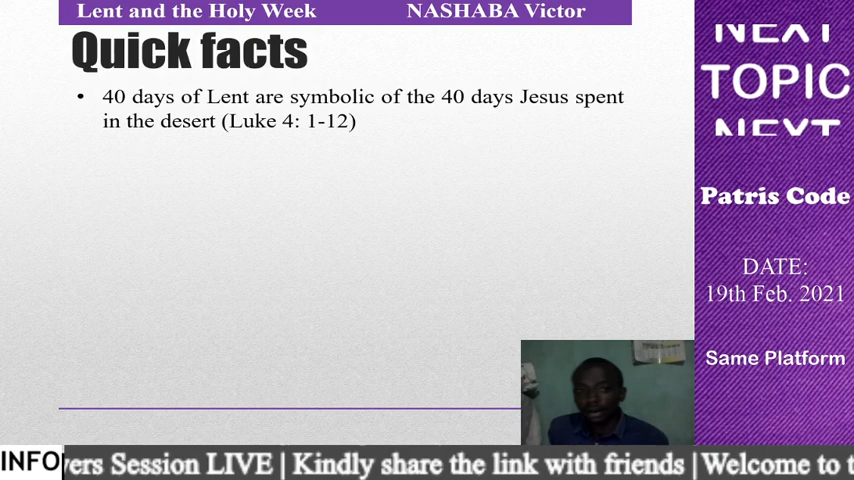 Lent and the Holy Week NASHABA Victor
Quick facts
• 40 days of Lent are symbolic of the 40 days Jesus spent
in the desert (Luke 4: 1-12)
TOPIC
Patris Code
DATE:
19th Feb, 2021
Same Platform
INFO Session LIVE | Kindly share the link with friends | Welcome to